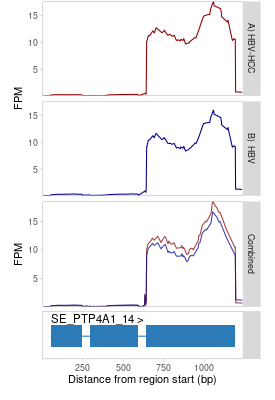 15
10
5
FPM
A) HBV-HCC
15
10
5
B) HBV
15
10
5
FPM
Combined
SE_PTP4A1_14 >
250 500 750 1000
Distance from region start (bp)